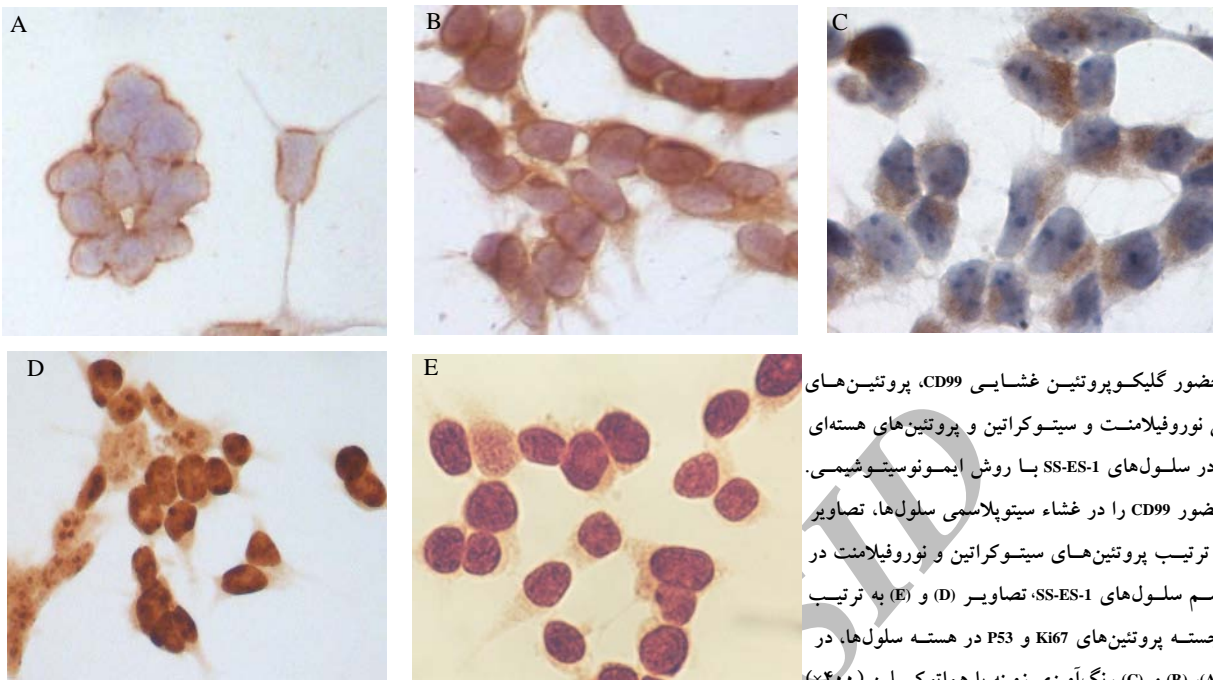 A
B
C
D
E
حضور گلیکوپروتئین غشایی CD99، پروتئین‌های
نوروفیلامنت و سیتوکراتین و پروتئین‌های هسته‌ای
در سلول‌های SS-ES-1 با روش ایمونوسیتوشیمی.
حضور CD99 را در غشاء سیتوپلاسمی سلول‌ها، تصاویر
ترتیب پروتئین‌های سیتوکراتین و نوروفیلامنت در
سلول‌های SS-ES-1، تصاویر (D) و (E) به ترتیب
پروتئین‌های Ki67 و P53 در هسته سلول‌ها، در
(B) و (C) رنگ‌آمیزی زمینه با هماتوکسیلین (×۴۰۰)
SID